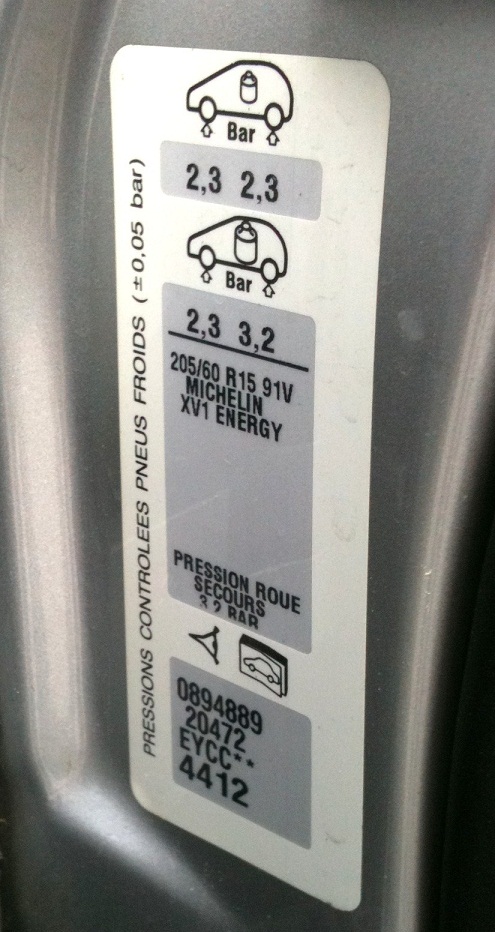 Bar
2,3 2,3
Bar
2,3 3,2
205/60 R15 91V
MICHELIN
XV1 ENERGY
PRESSION ROUE
SECOURS
3,2 BAR
0894889
20472
EYCC**
4412
PRESSIONS CONTROLEES PNEUS FROIDS (±0,05 bar)